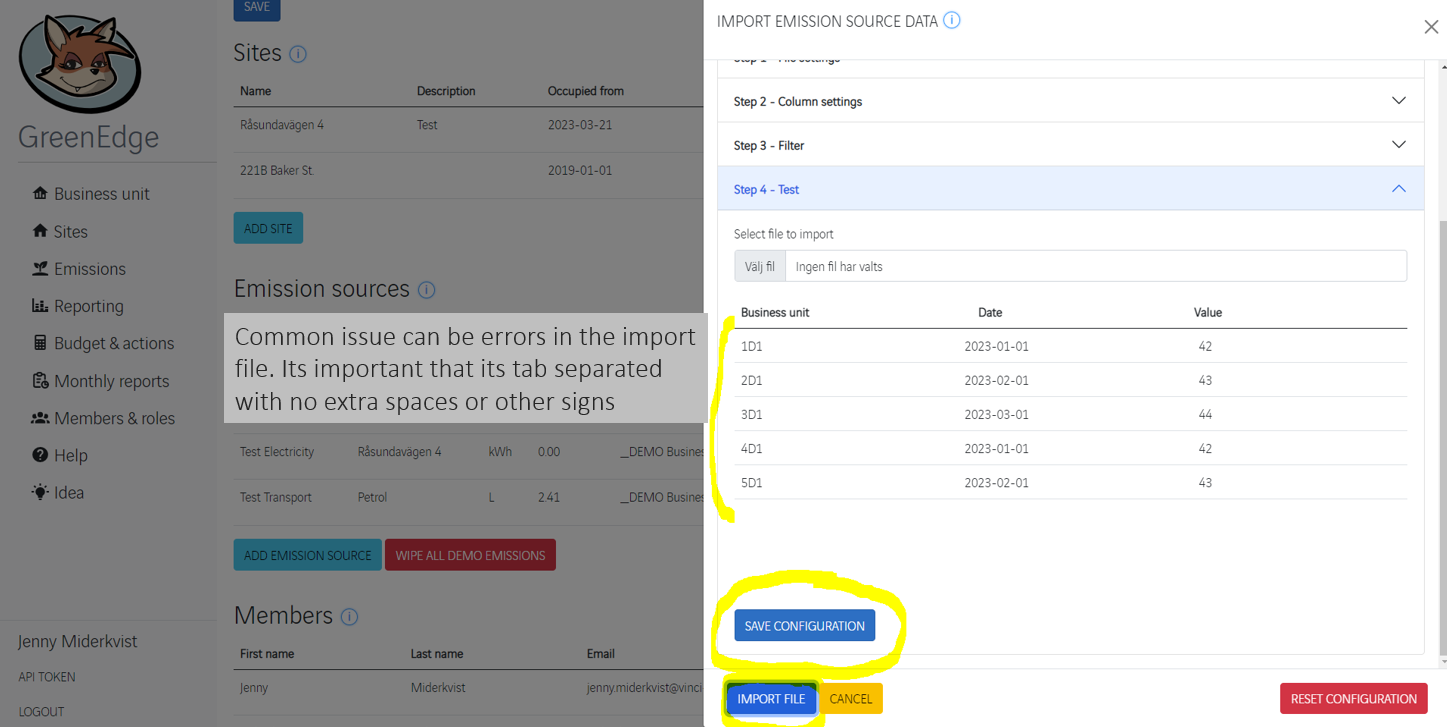 SAVE
Sites
Name Description Occupied from
Råsundavägen 4 Test 2023-03-21
221B Baker St. 2019-01-01
ADD SITE
Emission sources
Common issue can be errors in the import
file. Its important that its tab separated
with no extra spaces or other signs
Test Electricity Råsundavägen 4 kWh 0.00 __DEMO Busine
Test Transport Petrol L 2.41 __DEMO Busine
ADD EMISSION SOURCE WIPE ALL DEMO EMISSIONS
Members
First name Last name Email
Jenny Miderkvist jenny.miderkvist@vinci
GreenEdge
Business unit
Sites
Emissions
Reporting
Budget & actions
Monthly reports
Members & roles
Help
Idea
Jenny Miderkvist
API TOKEN
LOGOUT
IMPORT EMISSION SOURCE DATA
Step 1 - File settings
Step 2 - Column settings
Step 3 - Filter
Step 4 - Test
Select file to import
Välj fil Ingen fil har valts
Business unit Date Value
1D1 2023-01-01 42
2D1 2023-02-01 43
3D1 2023-03-01 44
4D1 2023-01-01 42
5D1 2023-02-01 43
SAVE CONFIGURATION
IMPORT FILE CANCEL RESET CONFIGURATION